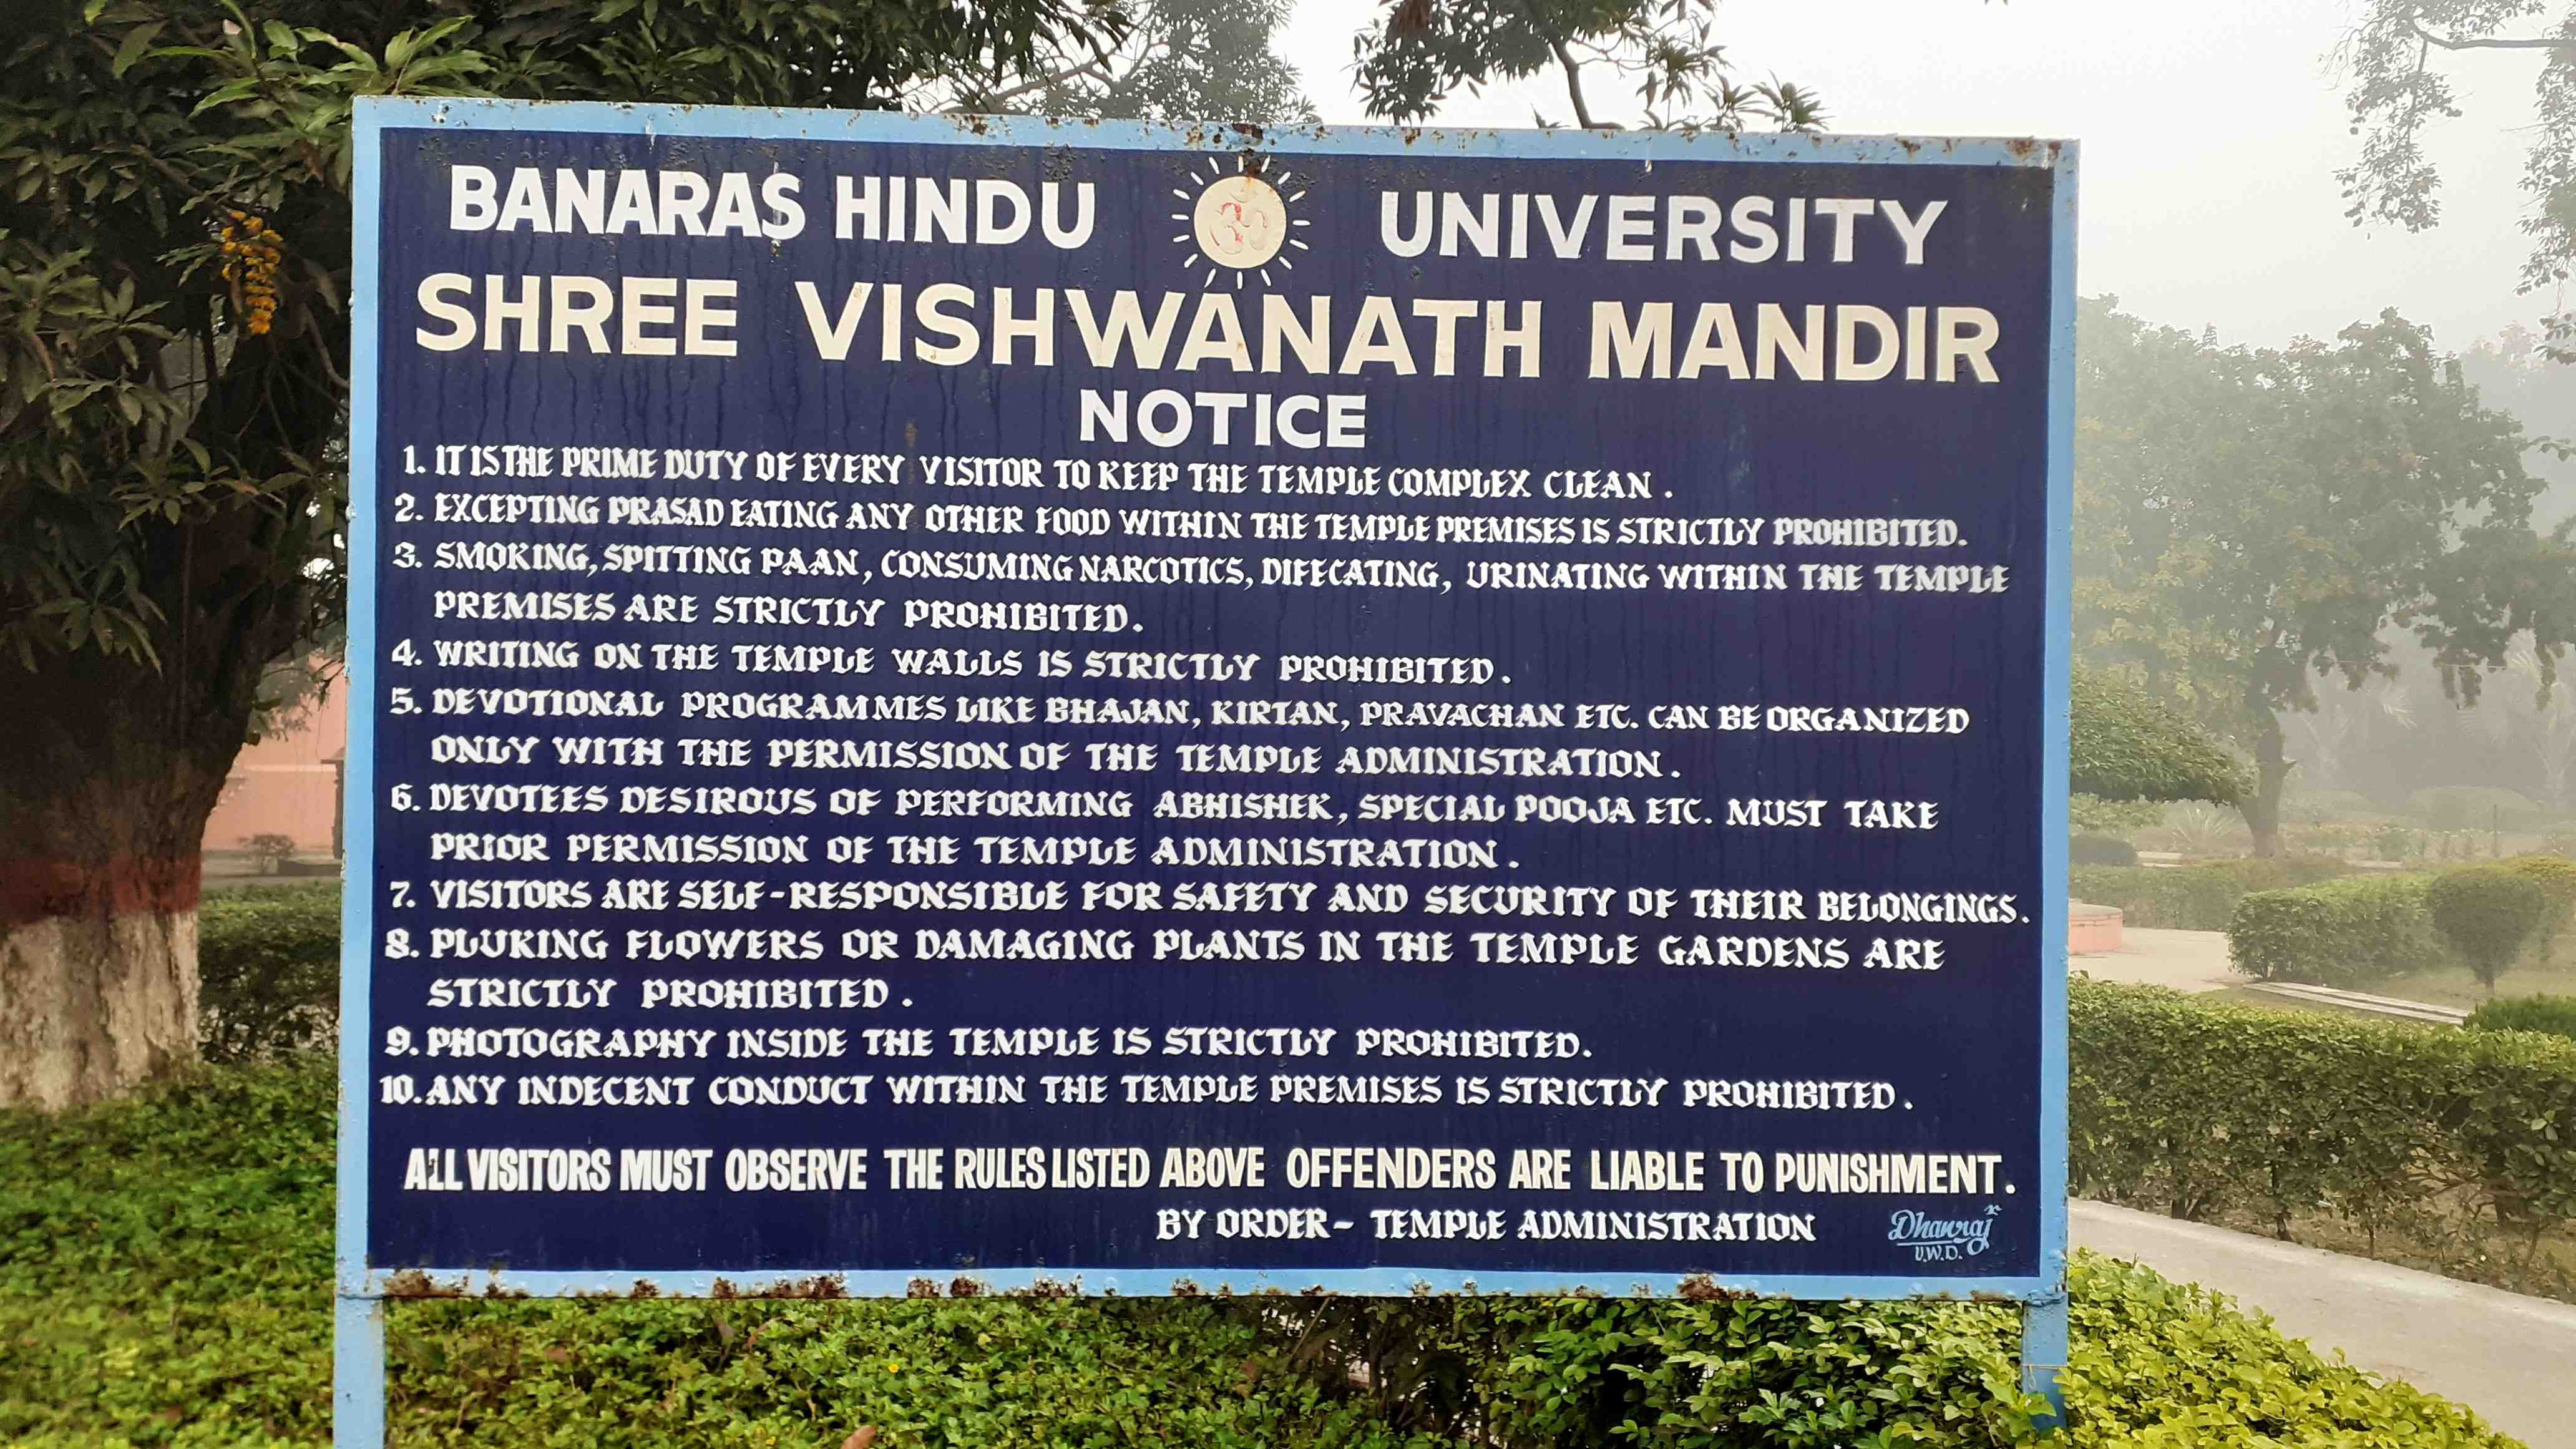 BANARAS HINDU ॐ UNIVERSITY
SHREE VISHWANATH MANDIR
NOTICE
1. IT IS THE PRIME DUTY OF EVERY VISITOR TO KEEP THE TEMPLE COMPLEX CLEAN.
2. EXCEPTING PRASAD EATING ANY OTHER FOOD WITHIN THE TEMPLE PREMISES IS STRICTLY PROHIBITED.
3. SMOKING, SPITTING PAAN, CONSUMING NARCOTICS, DIFECATING, URINATING WITHIN THE TEMPLE
PREMISES ARE STRICTLY PROHIBITED.
4. WRITING ON THE TEMPLE WALLS IS STRICTLY PROHIBITED.
5. DEVOTIONAL PROGRAMMES LIKE BHAJAN, KIRTAN, PRAVACHAN ETC. CAN BE ORGANIZED
ONLY WITH THE PERMISSION OF THE TEMPLE ADMINISTRATION.
6. DEVOTEES DESIROUS OF PERFORMING ABHISHEK, SPECIAL POOJA ETC. MUST TAKE
PRIOR PERMISSION OF THE TEMPLE ADMINISTRATION.
7. VISITORS ARE SELF-RESPONSIBLE FOR SAFETY AND SECURITY OF THEIR BELONGINGS.
8. PLUKING FLOWERS OR DAMAGING PLANTS IN THE TEMPLE GARDENS ARE
STRICTLY PROHIBITED.
9. PHOTOGRAPHY INSIDE THE TEMPLE IS STRICTLY PROHIBITED.
10. ANY INDECENT CONDUCT WITHIN THE TEMPLE PREMISES IS STRICTLY PROHIBITED.
ALL VISITORS MUST OBSERVE THE RULES LISTED ABOVE OFFENDERS ARE LIABLE TO PUNISHMENT.
BY ORDER- TEMPLE ADMINISTRATION
Dhanraj
U.W.D.